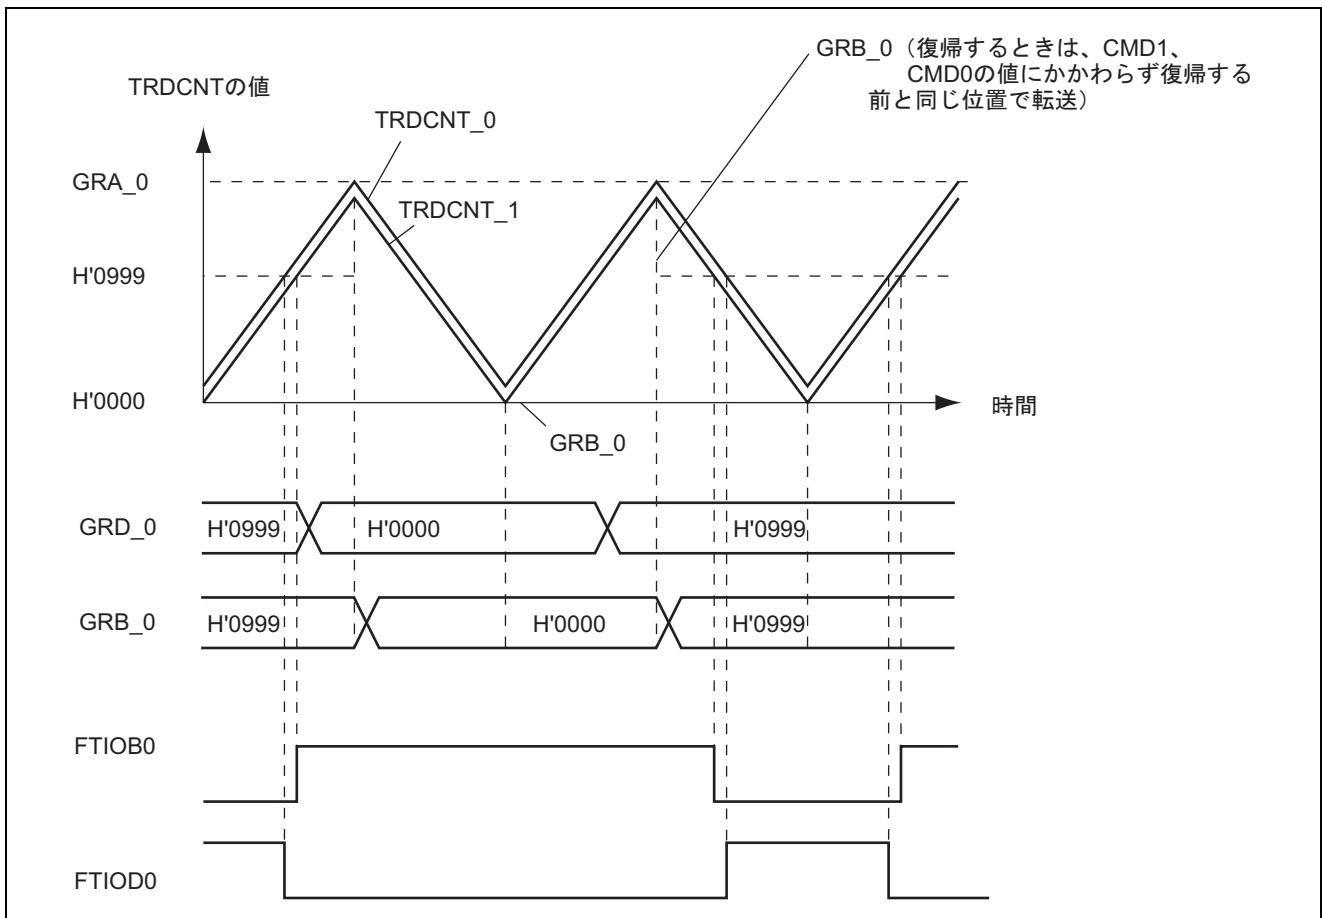 GRB_0（復帰するときは、CMD1、
CMD0の値にかかわらず復帰する
前と同じ位置で転送）
TRDCNTの値
TRDCNT_0
GRA_0
TRDCNT_1
H'0999
H'0000
時間
GRB_0
GRD_0
H'0999
H'0000
H'0999
GRB_0
H'0999
H'0000
H'0999
FTIOB0
FTIOD0